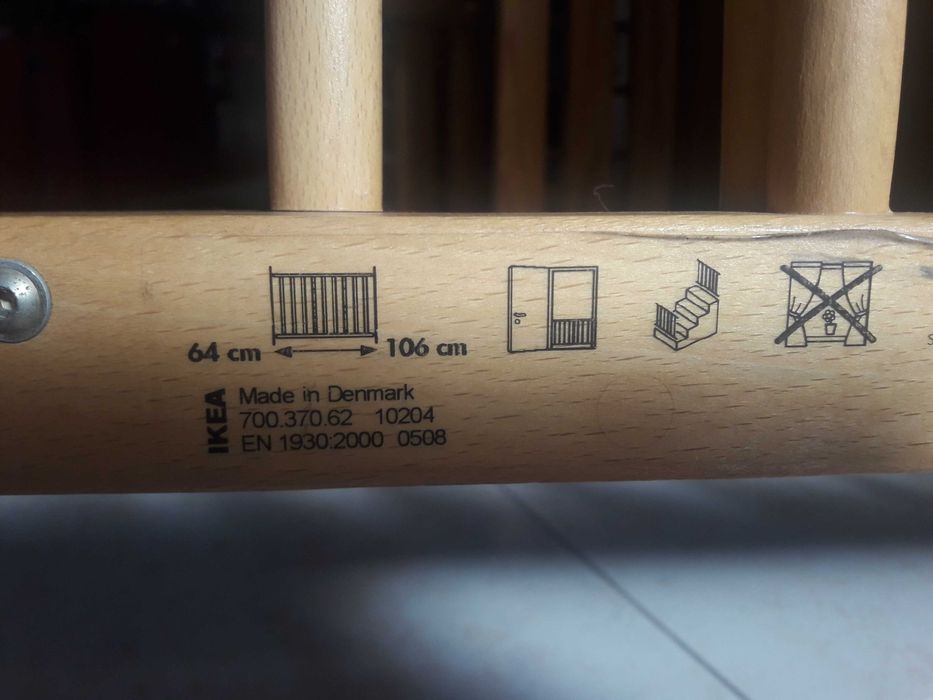 64 cm 106 cm
IKEA
Made in Denmark
700.370.62 10204
EN 1930:2000 0508